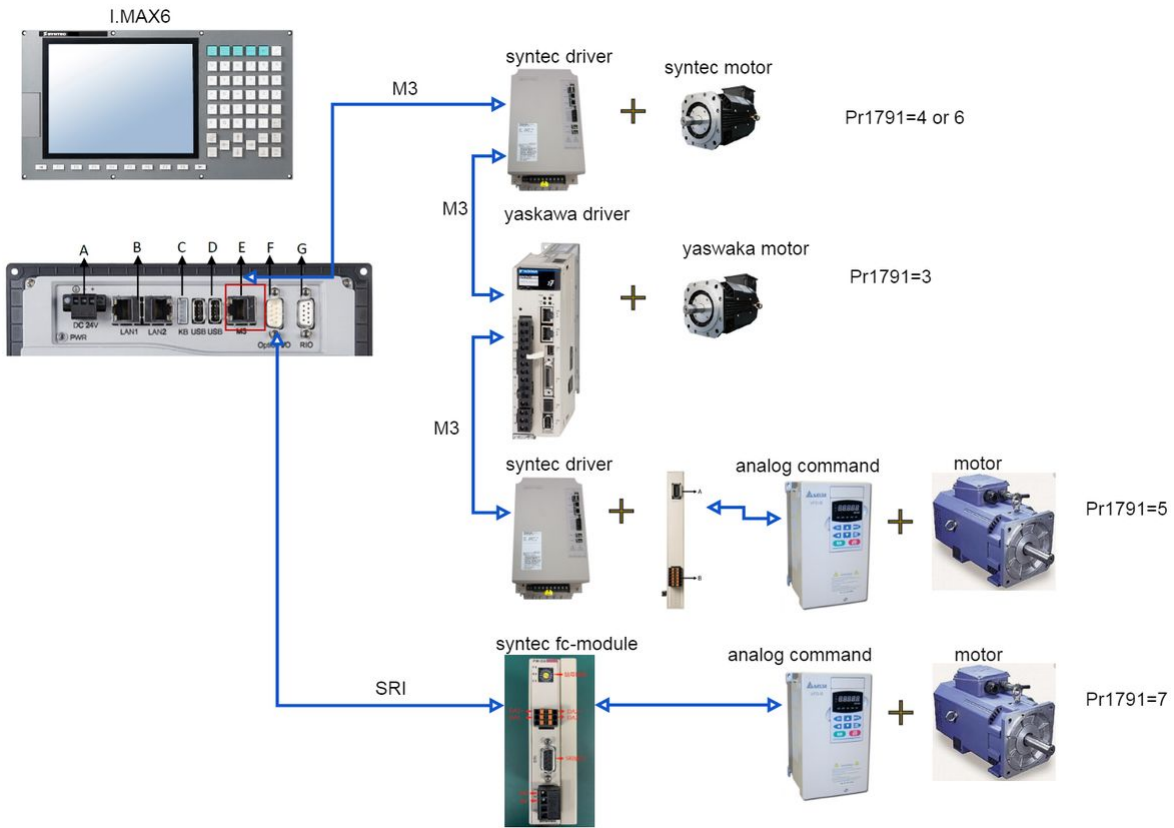 I.MAX6
SYNTEC
syntec driver
syntec motor
M3
Pr1791=4 or 6
M3
yaskawa driver
yaswaka motor
Pr1791=3
A B C D E F G
DC 24V
LAN1 LAN2 KB USB USB M3
PWR
RIO
M3
syntec driver
analog command
motor
A
B
Pr1791=5
syntec fc-module
analog command
motor
SRI
Pr1791=7